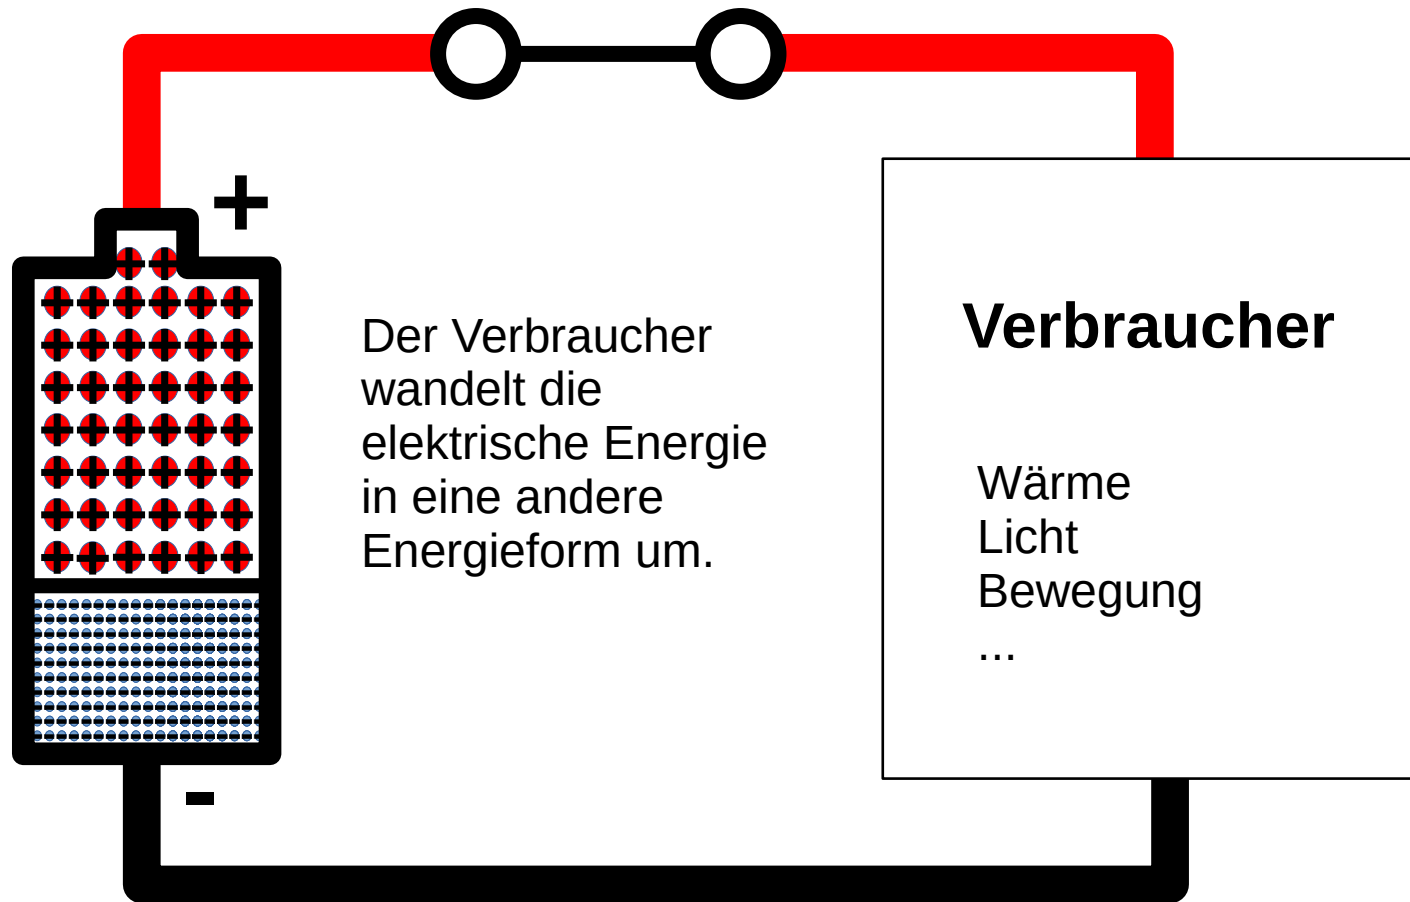 +
Der Verbraucher
wandelt die
elektrische Energie
in eine andere
Energieform um.
Verbraucher
Wärme
Licht
Bewegung
...
-